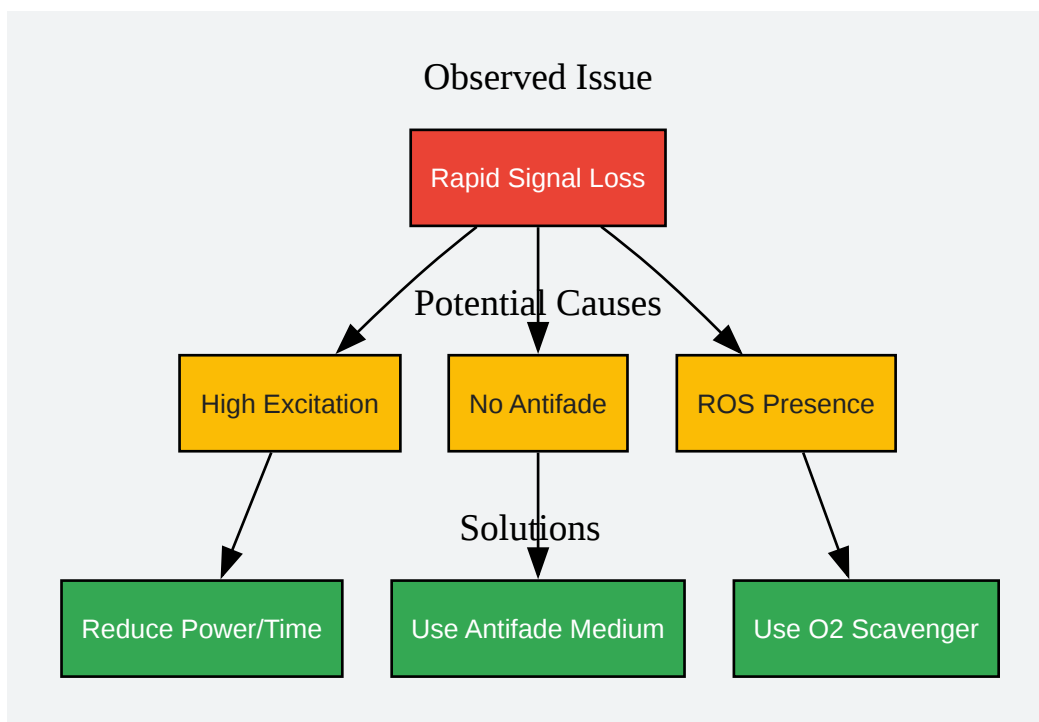 Observed Issue
Rapid Signal Loss
Potential Causes
High Excitation
No Antifade
ROS Presence
Solutions
Reduce Power/Time
Use Antifade Medium
Use O2 Scavenger